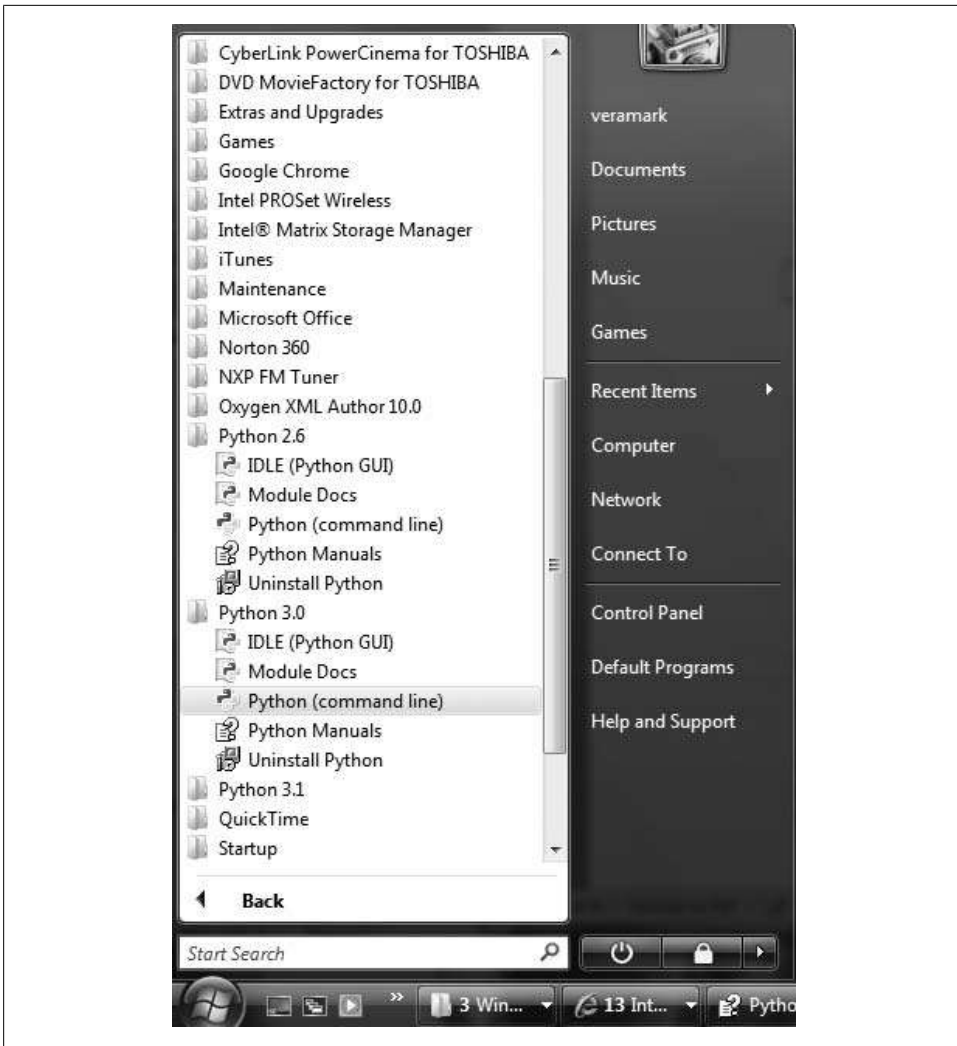 CyberLink PowerCinema for TOSHIBA
DVD MovieFactory for TOSHIBA
Extras and Upgrades
Games
Google Chrome
Intel PROSet Wireless
Intel® Matrix Storage Manager
iTunes
Maintenance
Microsoft Office
Norton 360
NXP FM Tuner
Oxygen XML Author 10.0
Python 2.6
IDLE (Python GUI)
Module Docs
Python (command line)
Python Manuals
Uninstall Python
Python 3.0
IDLE (Python GUI)
Module Docs
Python (command line)
Python Manuals
Uninstall Python
Python 3.1
QuickTime
Startup
Back
Start Search
veramark
Documents
Pictures
Music
Games
Recent Items
Computer
Network
Connect To
Control Panel
Default Programs
Help and Support
» 3 Win... 13 Int... Pytho